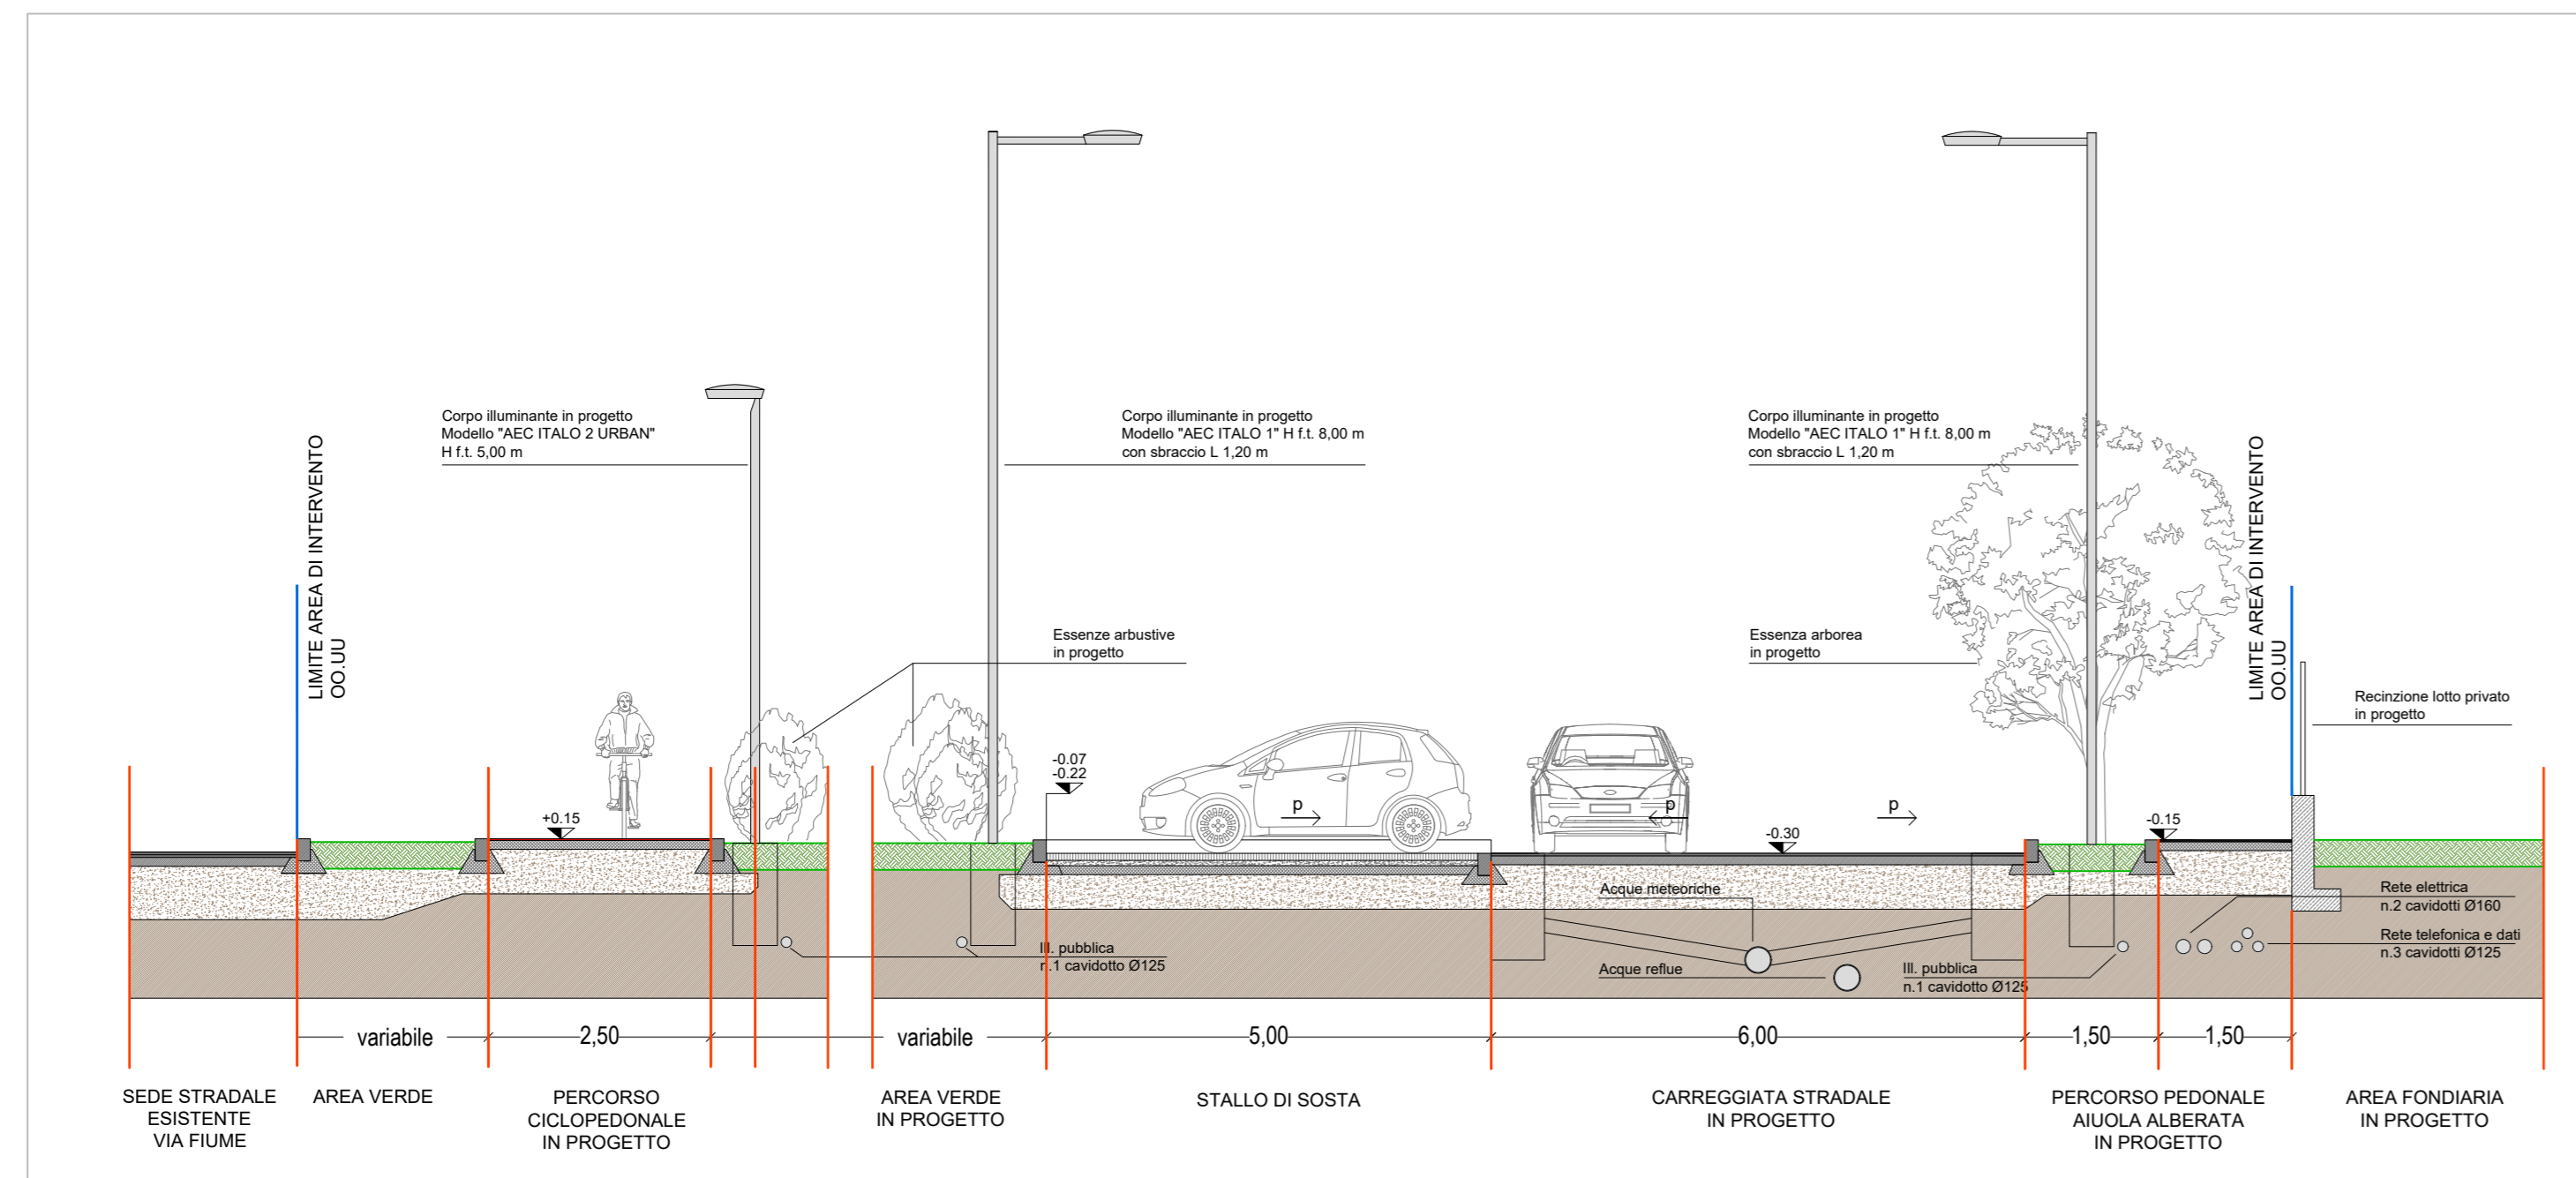 Corpo illuminante in progetto
Modello "AEC ITALO 2 URBAN"
H f.t. 5,00 m
Corpo illuminante in progetto
Modello "AEC ITALO 1" H f.t. 8,00 m
con sbraccio L 1,20 m
Corpo illuminante in progetto
Modello "AEC ITALO 1" H f.t. 8,00 m
con sbraccio L 1,20 m
LIMITE AREA DI INTERVENTO
OO.UU
LIMITE AREA DI INTERVENTO
OO.UU
Essenze arbustive
in progetto
Essenza arborea
in progetto
Recinzione lotto privato
in progetto
-0.07
-0.22
+0.15
p
p
p
-0.30
-0.15
Acque meteoriche
Acque reflue
Ill. pubblica
n.1 cavidotto Ø125
Ill. pubblica
n.1 cavidotto Ø125
Rete elettrica
n.2 cavidotti Ø160
Rete telefonica e dati
n.3 cavidotti Ø125
variabile
2,50
variabile
5,00
6,00
1,50
1,50
SEDE STRADALE
ESISTENTE
VIA FIUME
AREA VERDE
PERCORSO
CICLOPEDONALE
IN PROGETTO
AREA VERDE
IN PROGETTO
STALLO DI SOSTA
CARREGGIATA STRADALE
IN PROGETTO
PERCORSO PEDONALE
AIUOLA ALBERATA
IN PROGETTO
AREA FONDIARIA
IN PROGETTO